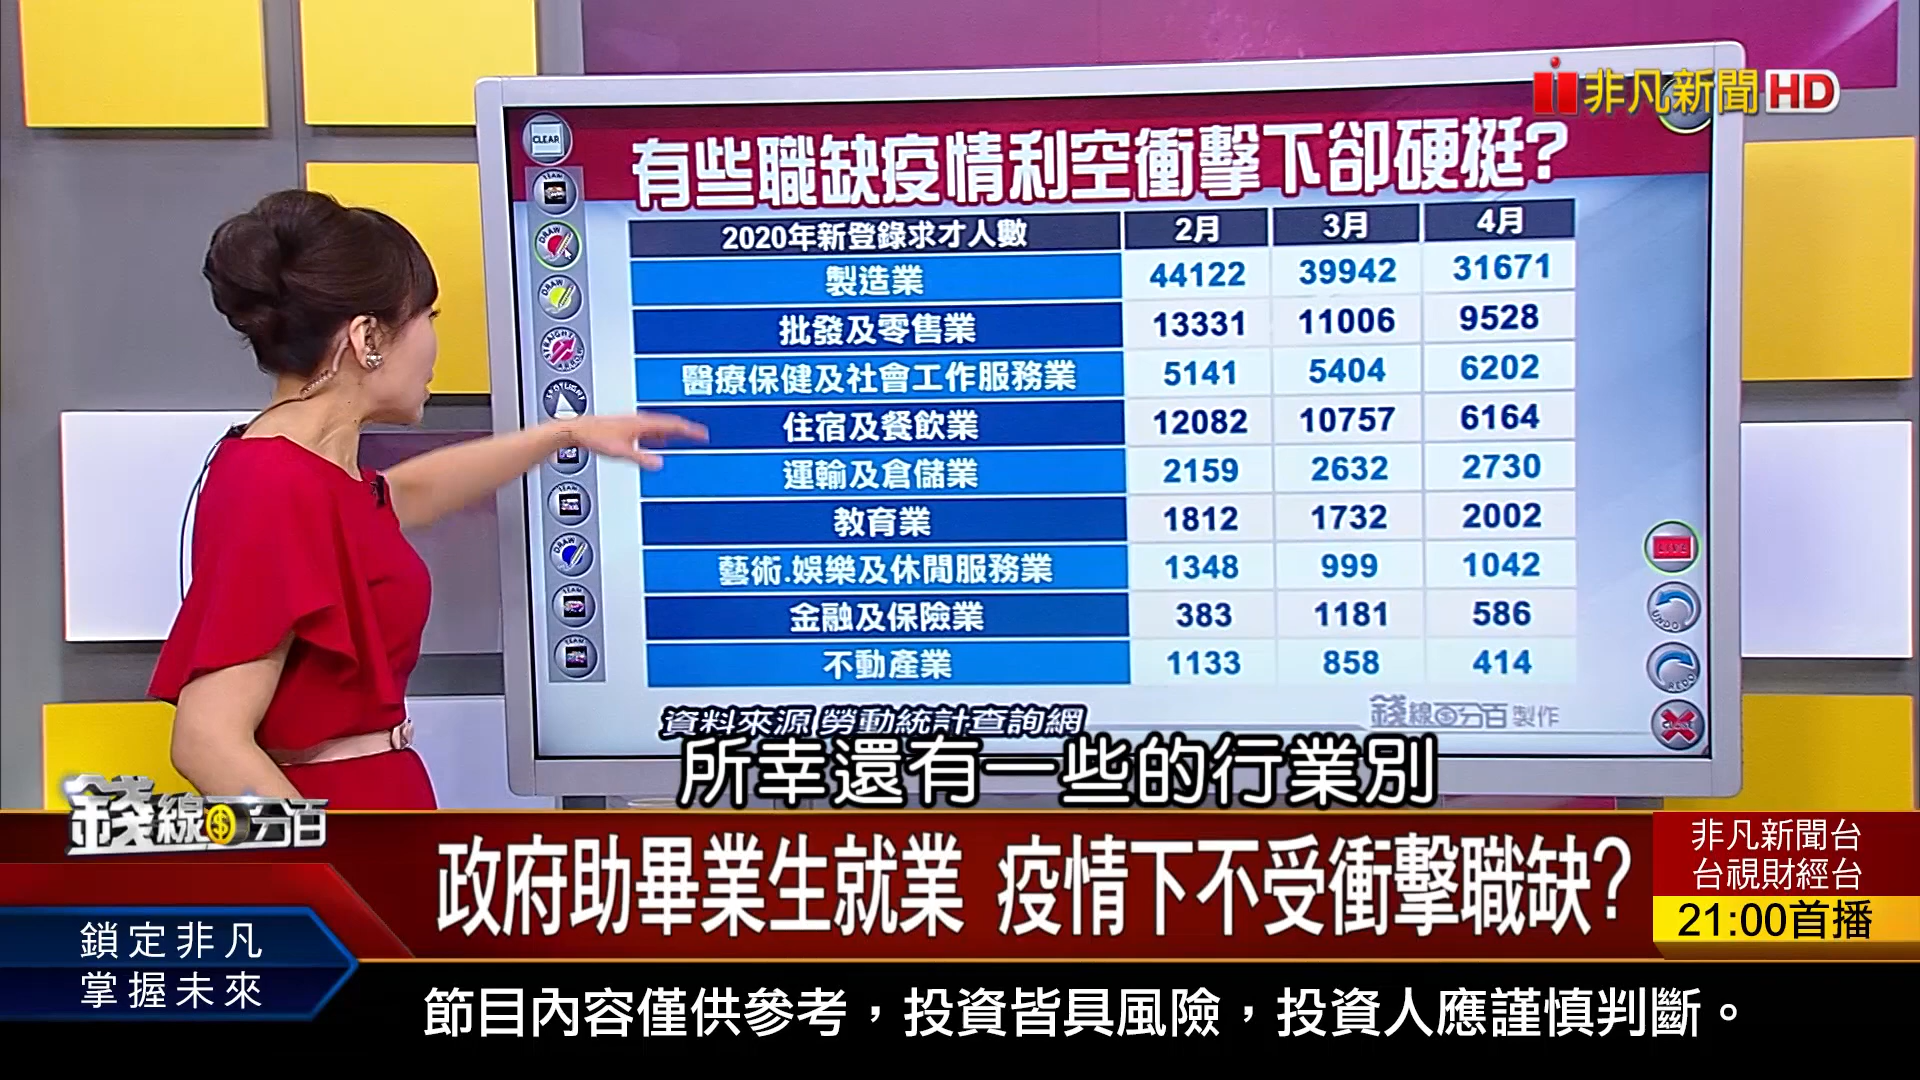 非凡新聞HD
CLEAR
有些職缺疫情利空衝擊下卻硬挺?
2020年新登錄求才人數 2月 3月 4月
製造業 44122 39942 31671
批發及零售業 13331 11006 9528
醫療保健及社會工作服務業 5141 5404 6202
住宿及餐飲業 12082 10757 6164
運輸及倉儲業 2159 2632 2730
教育業 1812 1732 2002
藝術.娛樂及休閒服務業 1348 999 1042
金融及保險業 383 1181 586
不動產業 1133 858 414
DRAW
DRAW
STRAIGHT ARROW
SPOTLIGHT
DRAW
LIVE
UNDO
REDO
資料來源 勞動統計查詢網
錢線百分百 製作
所幸還有一些的行業別
錢線百分百
政府助畢業生就業 疫情下不受衝擊職缺?
非凡新聞台
台視財經台
21:00首播
鎖定非凡
掌握未來
節目內容僅供參考，投資皆具風險，投資人應謹慎判斷。